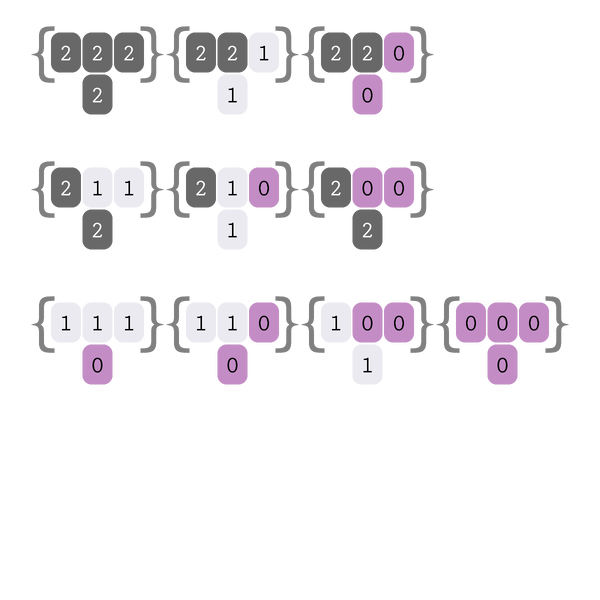 {2 2 2} {2 2 1} {2 2 0}
2 1 0
{2 1 1} {2 1 0} {2 0 0}
2 1 2
{1 1 1} {1 1 0} {1 0 0} {0 0 0}
0 0 1 0